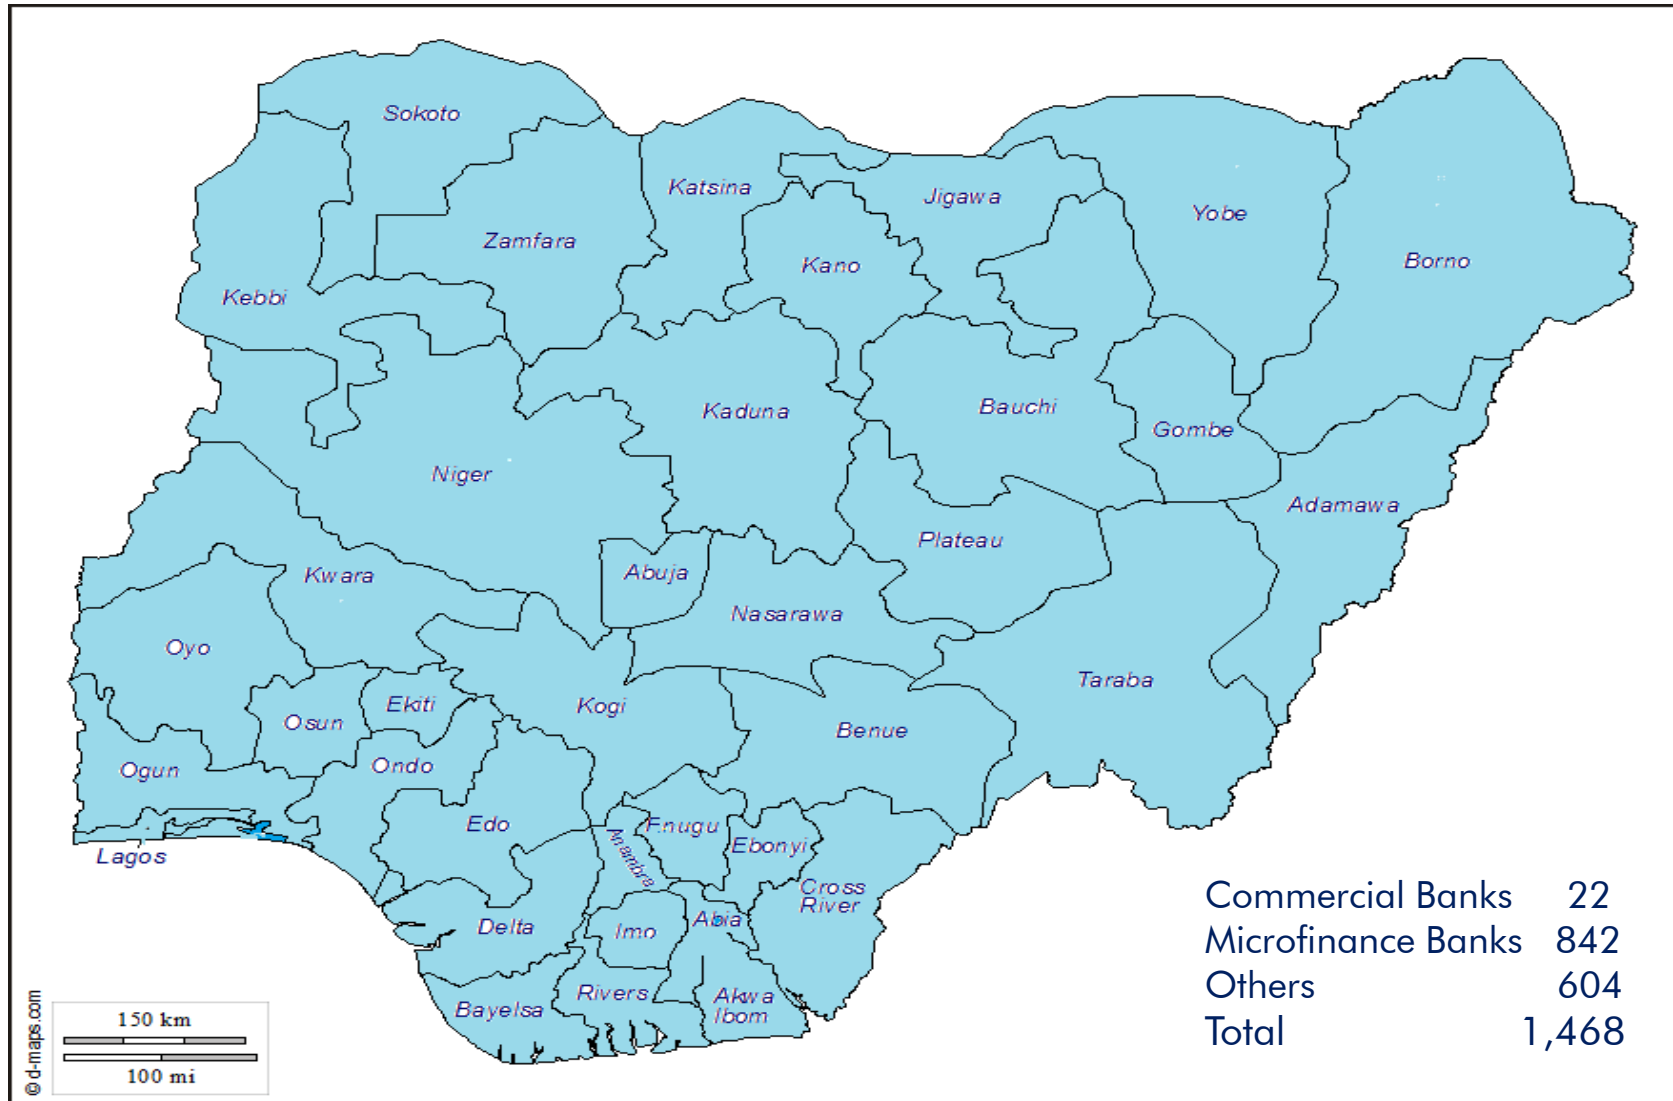 Sokoto
Katsina
Jigawa
Yobe
Zamfara
Kano
Borno
Kebbi
Kaduna
Bauchi
Gombe
Niger
Adamawa
Plateau
Abuja
Kwara
Nasarawa
Oyo
Taraba
Ekiti
Kogi
Osun
Benue
Ondo
Ogun
Edo
Enugu
Anambra
Ebonyi
Lagos
Cross
River
Abia
Delta
Imo
Rivers
Akwa
Ibom
Bayelsa
Commercial Banks 22
Microfinance Banks 842
Others 604
Total 1,468
150 km
100 mi
© d-maps.com